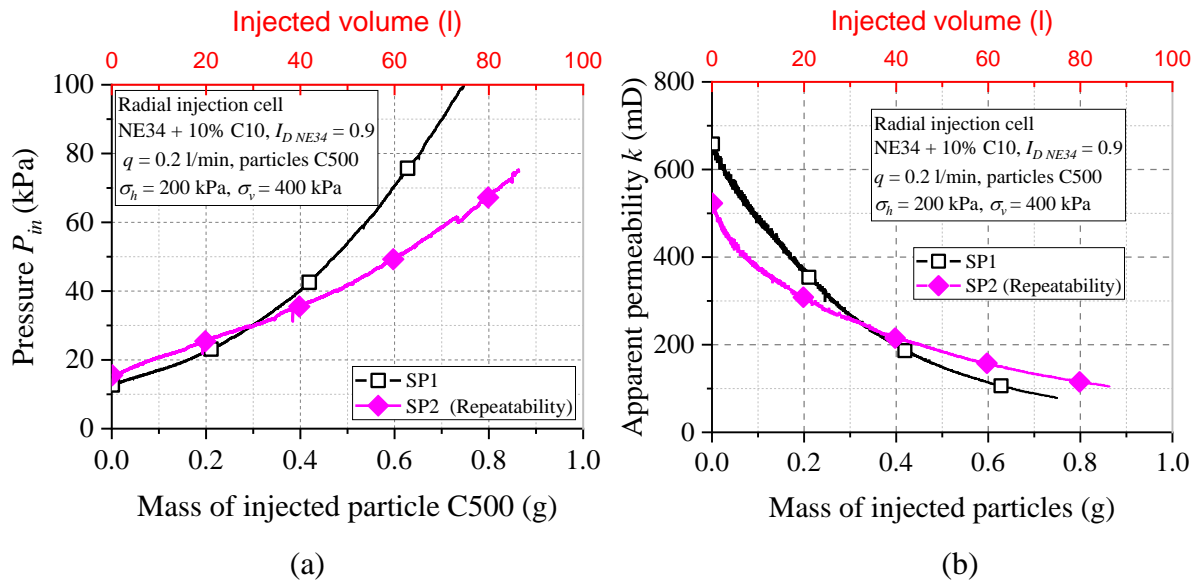 Injected volume (l)
0 20 40 60 80 100
100
80
60
40
20
0
Pressure P_in (kPa)
Radial injection cell
NE34 + 10% C10, I_D NE34 = 0.9
q = 0.2 l/min, particles C500
σ_h = 200 kPa, σ_v = 400 kPa
SP1
SP2 (Repeatability)
0.0 0.2 0.4 0.6 0.8 1.0
Mass of injected particle C500 (g)
(a)
Injected volume (l)
0 20 40 60 80 100
800
600
400
200
0
Apparent permeability k (mD)
Radial injection cell
NE34 + 10% C10, I_D NE34 = 0.9
q = 0.2 l/min, particles C500
σ_h = 200 kPa, σ_v = 400 kPa
SP1
SP2 (Repeatability)
0.0 0.2 0.4 0.6 0.8 1.0
Mass of injected particles (g)
(b)